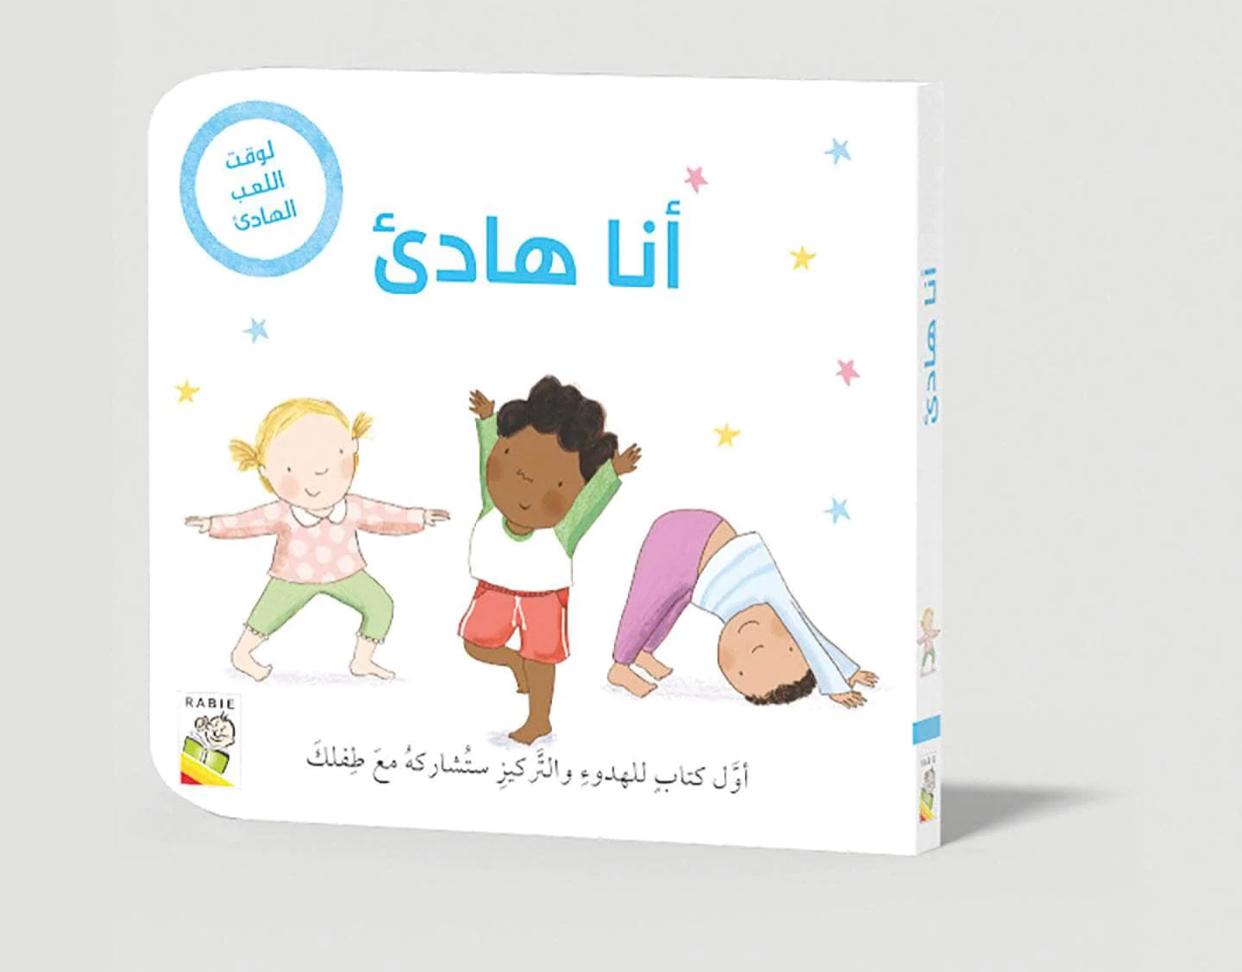 لوقت
اللعب
الهادئ
أنا هادئ
أوَّل كتابٍ للهدوءِ والتَّركيزِ ستُشاركهُ معَ طِفلكَ
RABIE
أنا هادئ